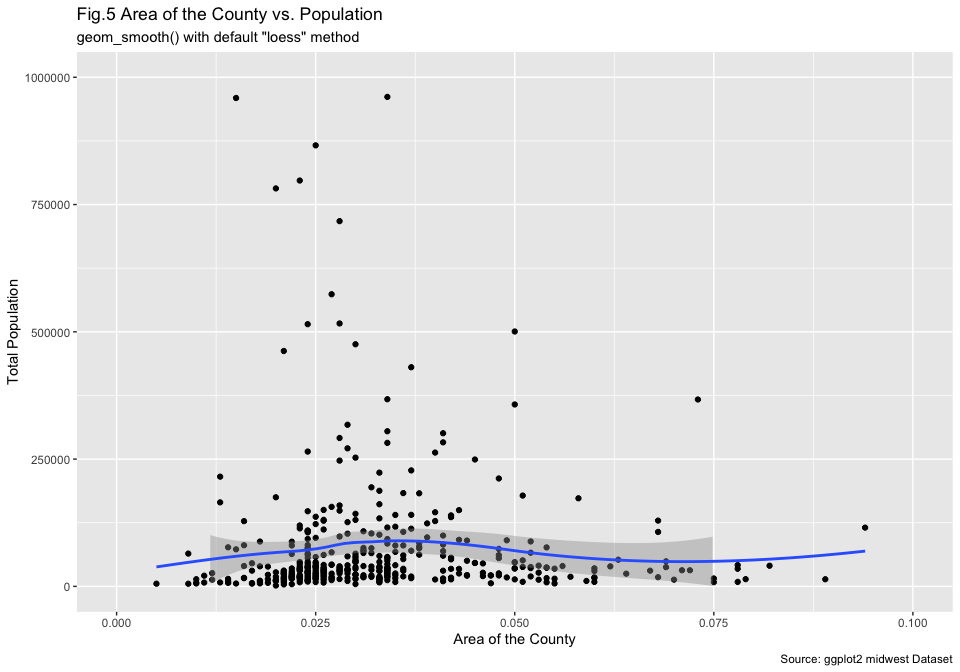 Fig.5 Area of the County vs. Population
geom_smooth() with default "loess" method
1000000
750000
500000
250000
0
Total Population
0.000
0.025
0.050
0.075
0.100
Area of the County
Source: ggplot2 midwest Dataset